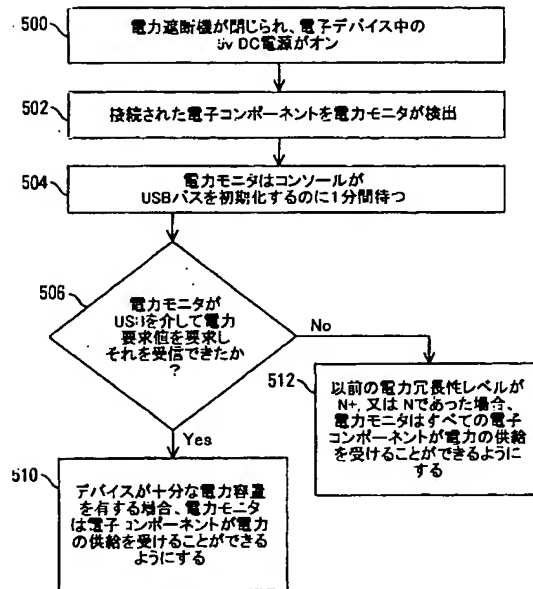 500
電力遮断機が閉じられ、電子デバイス中の
5v DC電源がオン
502
接続された電子コンポーネントを電力モニタが検出
504
電力モニタはコンソールが
USBバスを初期化するのに1分間待つ
506
電力モニタが
USBを介して電力
要求値を要求し
それを受信できたか
?
No
512
以前の電力冗長性レベルが
N+, 又は Nであった場合、
電力モニタはすべての電子
コンポーネントが電力の供給
を受けることができるように
する
Yes
510
デバイスが十分な電力容量
を有する場合、電力モニタ
は電子コンポーネントが電力
の供給を受けることができる
ようにする